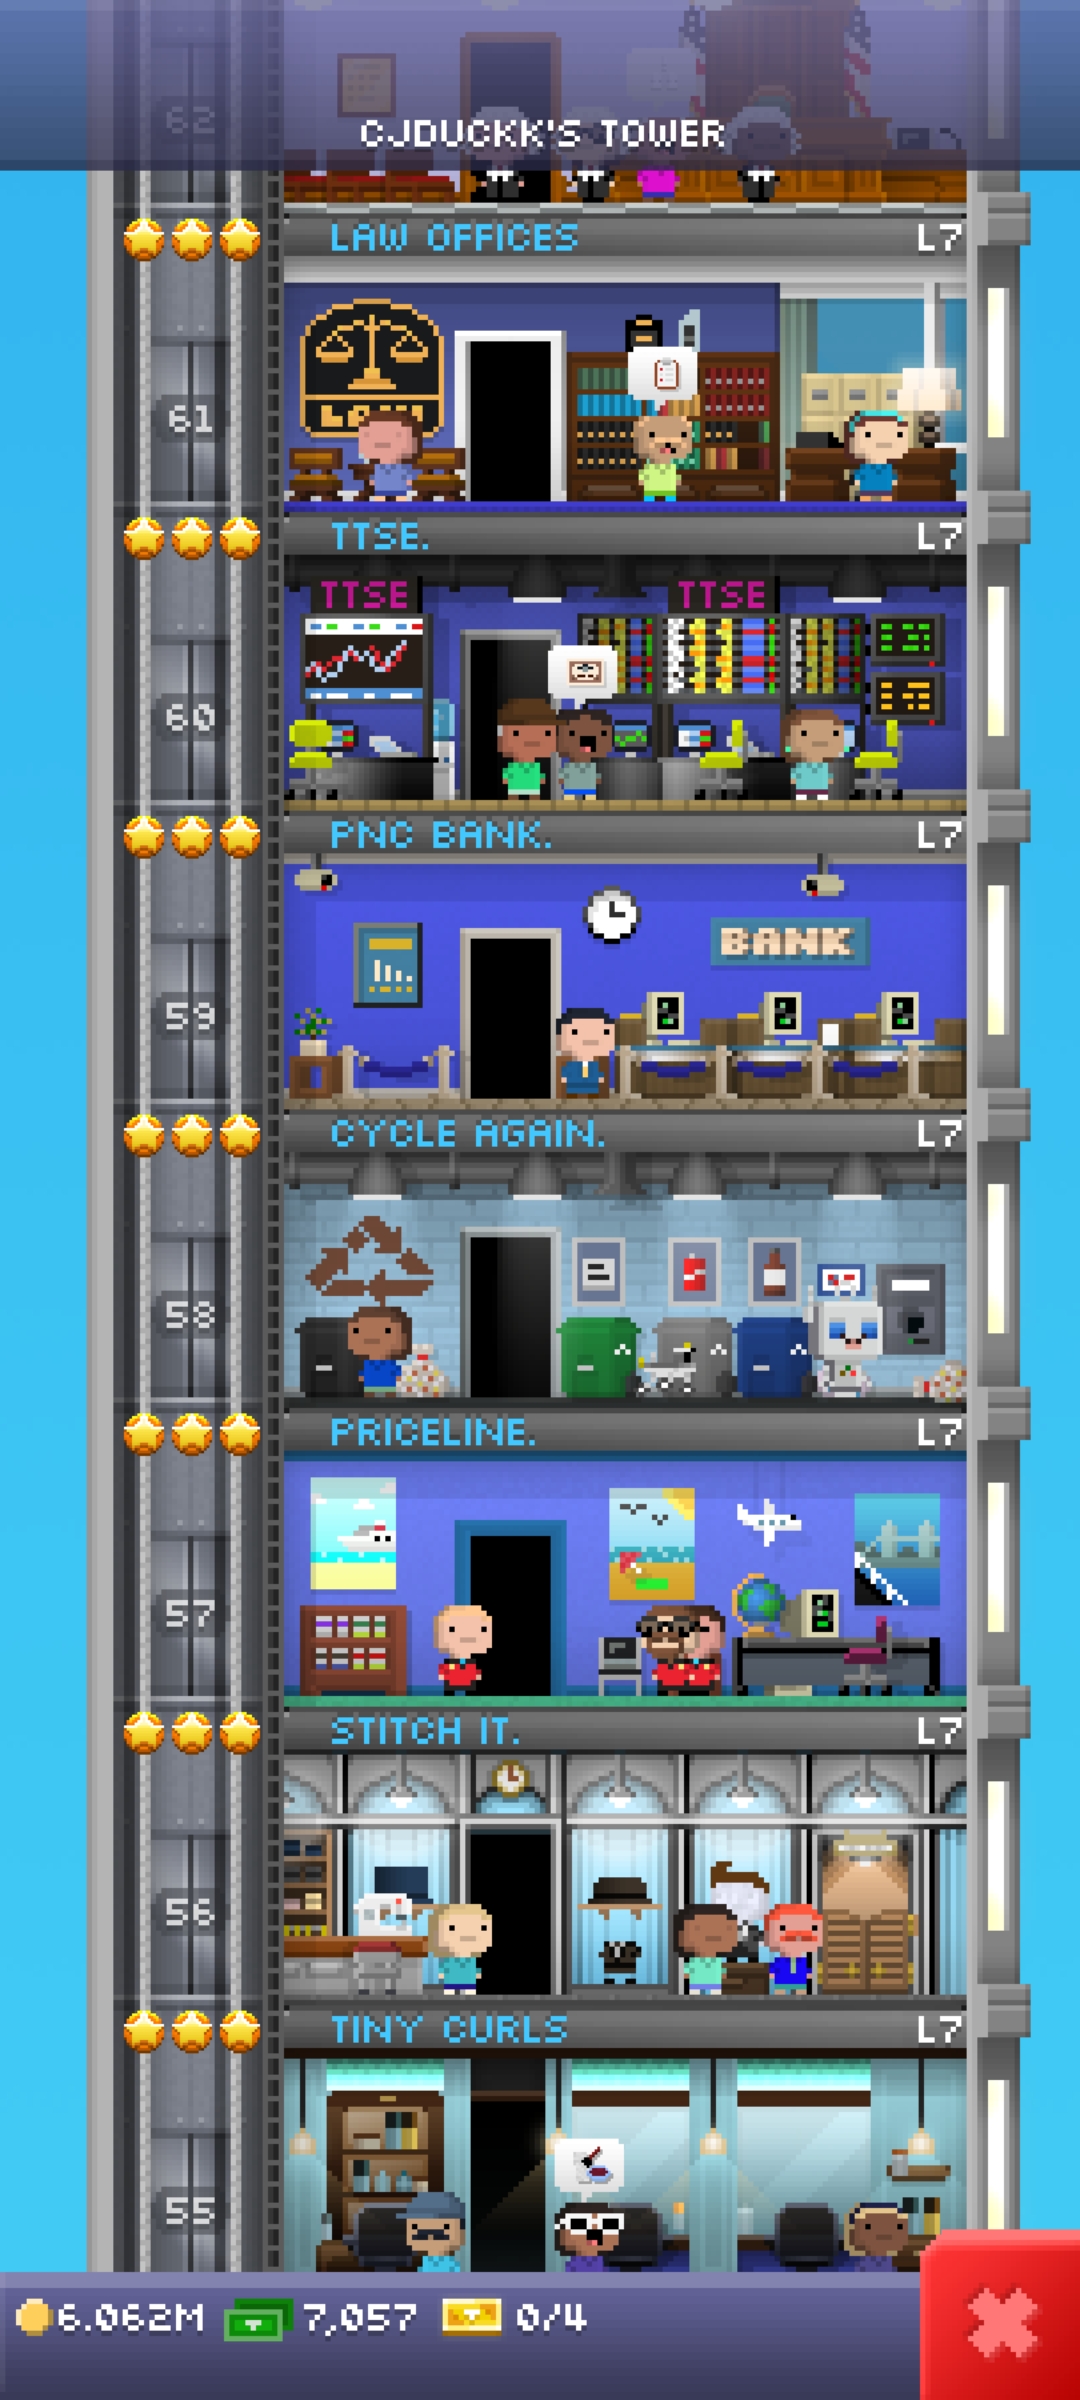 62
CJDUCKK'S TOWER
LAW OFFICES L7
LAW
61
TTSE. L7
TTSE TTSE
60
PNC BANK. L7
BANK
59
CYCLE AGAIN. L7
58
PRICELINE. L7
57
STITCH IT. L7
56
TINY CURLS L7
55
6.062M 7,057 0/4